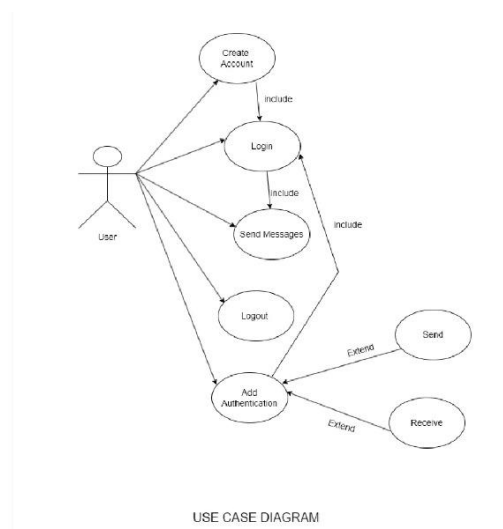 Create
Account
include
Login
include
Send Messages
include
User
Logout
Send
Extend
Add
Authentication
Extend
Receive
USE CASE DIAGRAM